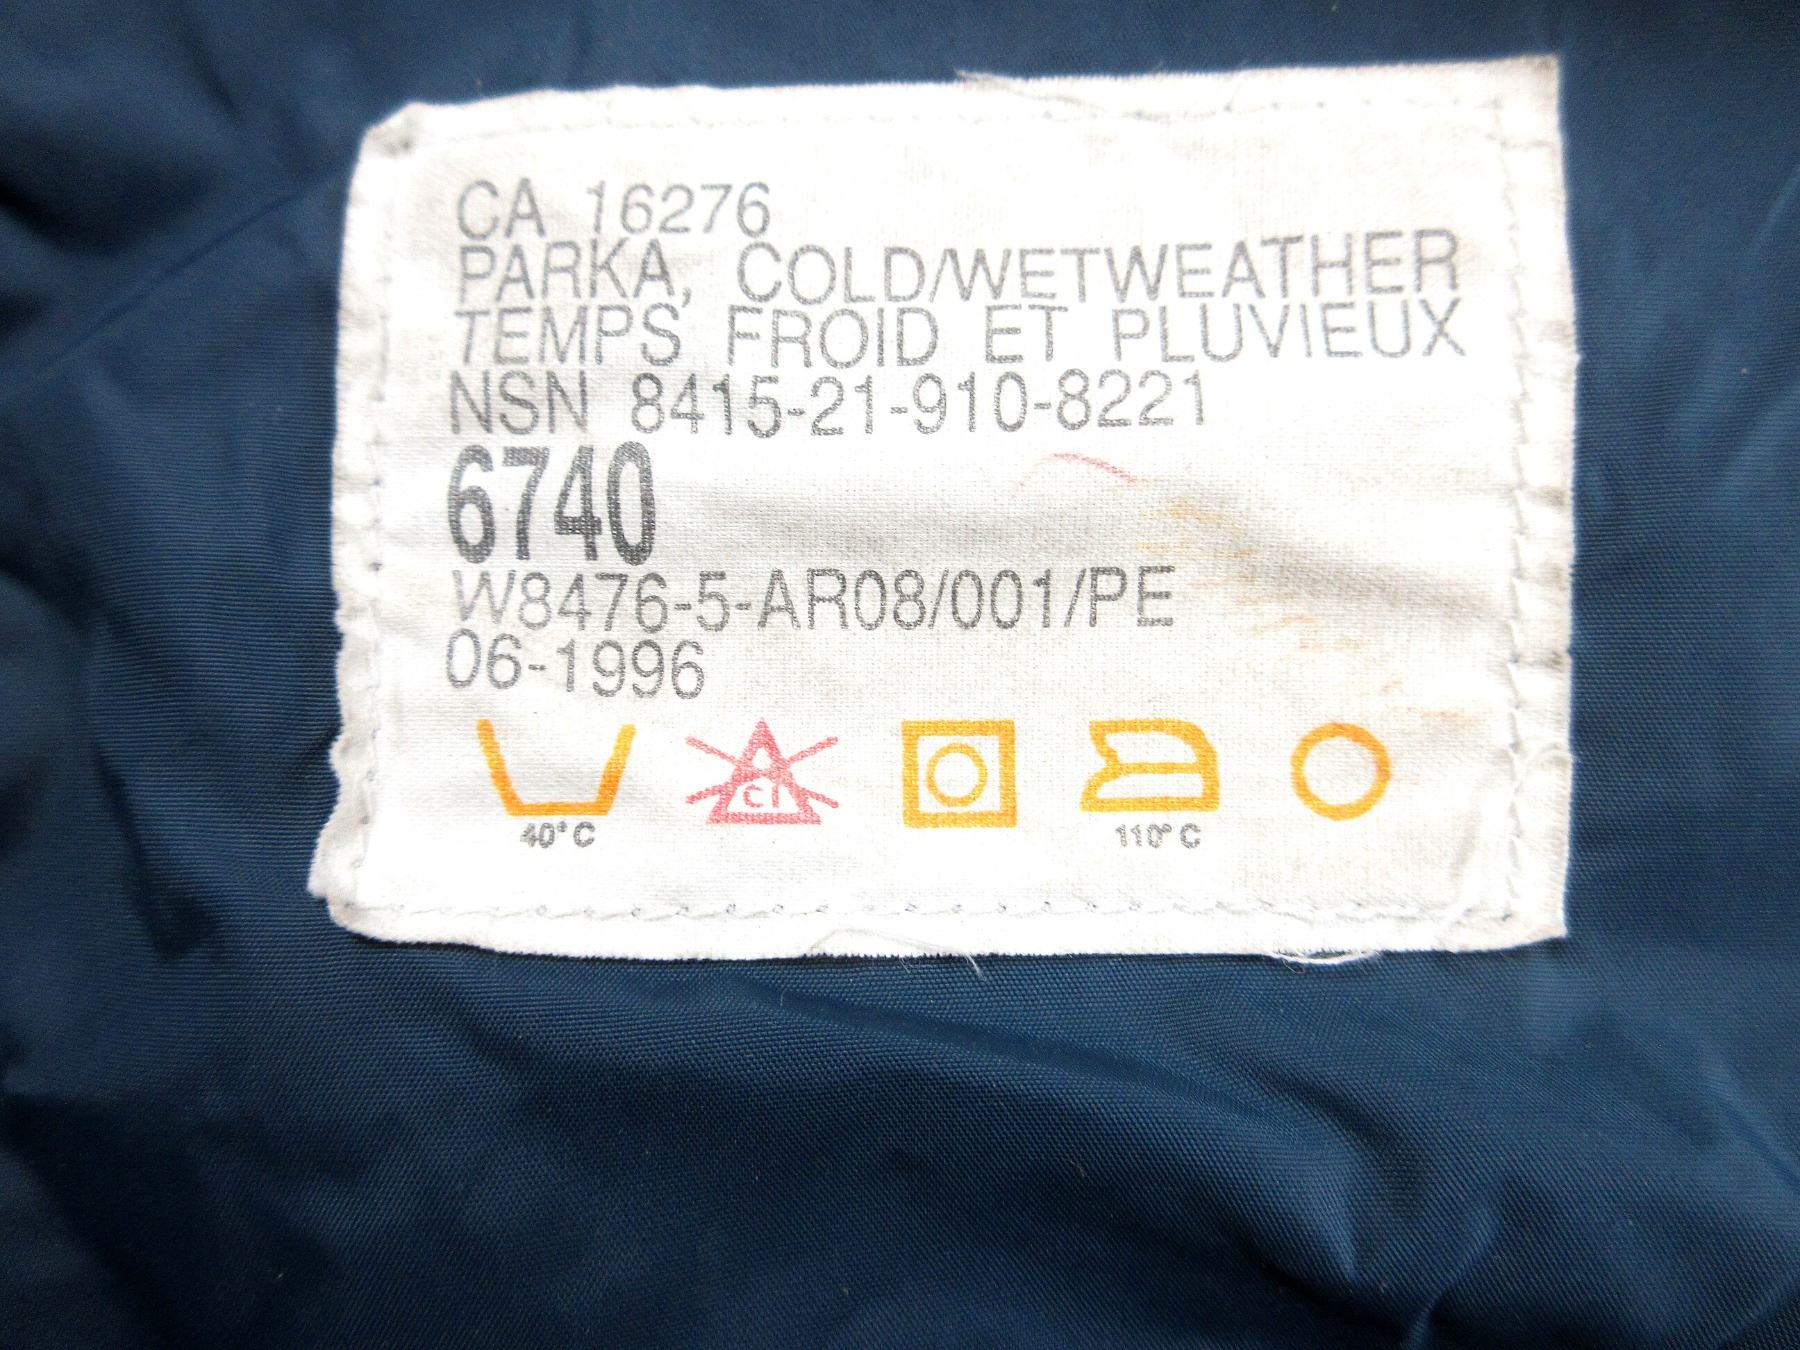 CA 16276
PARKA, COLD/WETWEATHER
TEMPS FROID ET PLUVIEUX
NSN 8415-21-910-8221
6740
W8476-5-AR08/001/PE
06-1996
cl
40°C 110°C